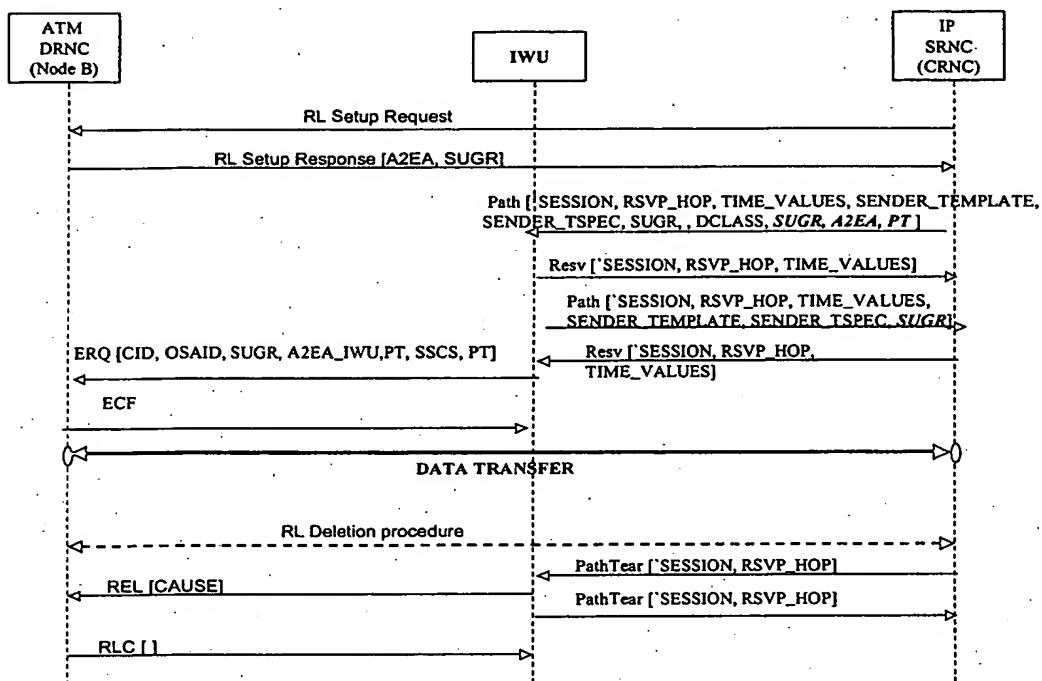 ATM
DRNC
(Node B)
IWU
IP
SRNC
(CRNC)
RL Setup Request
RL Setup Response [A2EA, SUGR]
Path [`SESSION, RSVP_HOP, TIME_VALUES, SENDER_TEMPLATE,
SENDER_TSPEC, SUGR, , DCLASS, SUGR, A2EA, PT ]
Resv [`SESSION, RSVP_HOP, TIME_VALUES]
Path [`SESSION, RSVP_HOP, TIME_VALUES,
SENDER_TEMPLATE, SENDER_TSPEC, SUGR]
ERQ [CID, OSAID, SUGR, A2EA_IWU,PT, SSCS, PT]
Resv [`SESSION, RSVP_HOP,
TIME_VALUES]
ECF
DATA TRANSFER
RL Deletion procedure
PathTear [`SESSION, RSVP_HOP]
REL [CAUSE]
PathTear [`SESSION, RSVP_HOP]
RLC [ ]